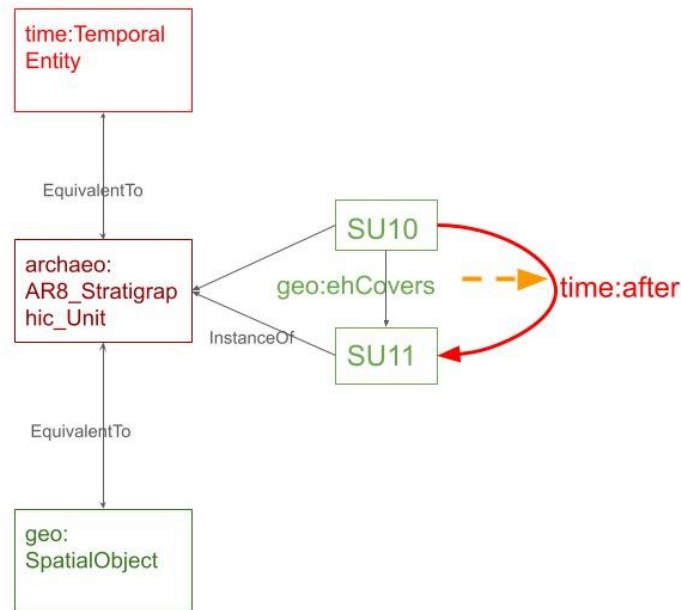 time:Temporal
Entity
EquivalentTo
archaeo:
AR8_Stratigrap
hic_Unit
SU10
geo:ehCovers
time:after
InstanceOf
SU11
EquivalentTo
geo:
SpatialObject